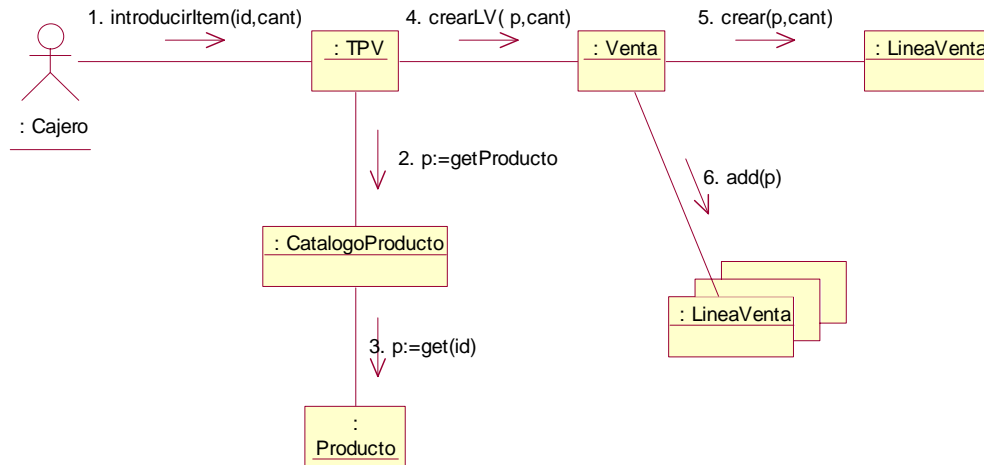 1. introducirItem(id,cant)
4. crearLV( p,cant)
5. crear(p,cant)
: TPV
: Venta
: LineaVenta
: Cajero
2. p:=getProducto
6. add(p)
: CatalogoProducto
: LineaVenta
3. p:=get(id)
:
Producto